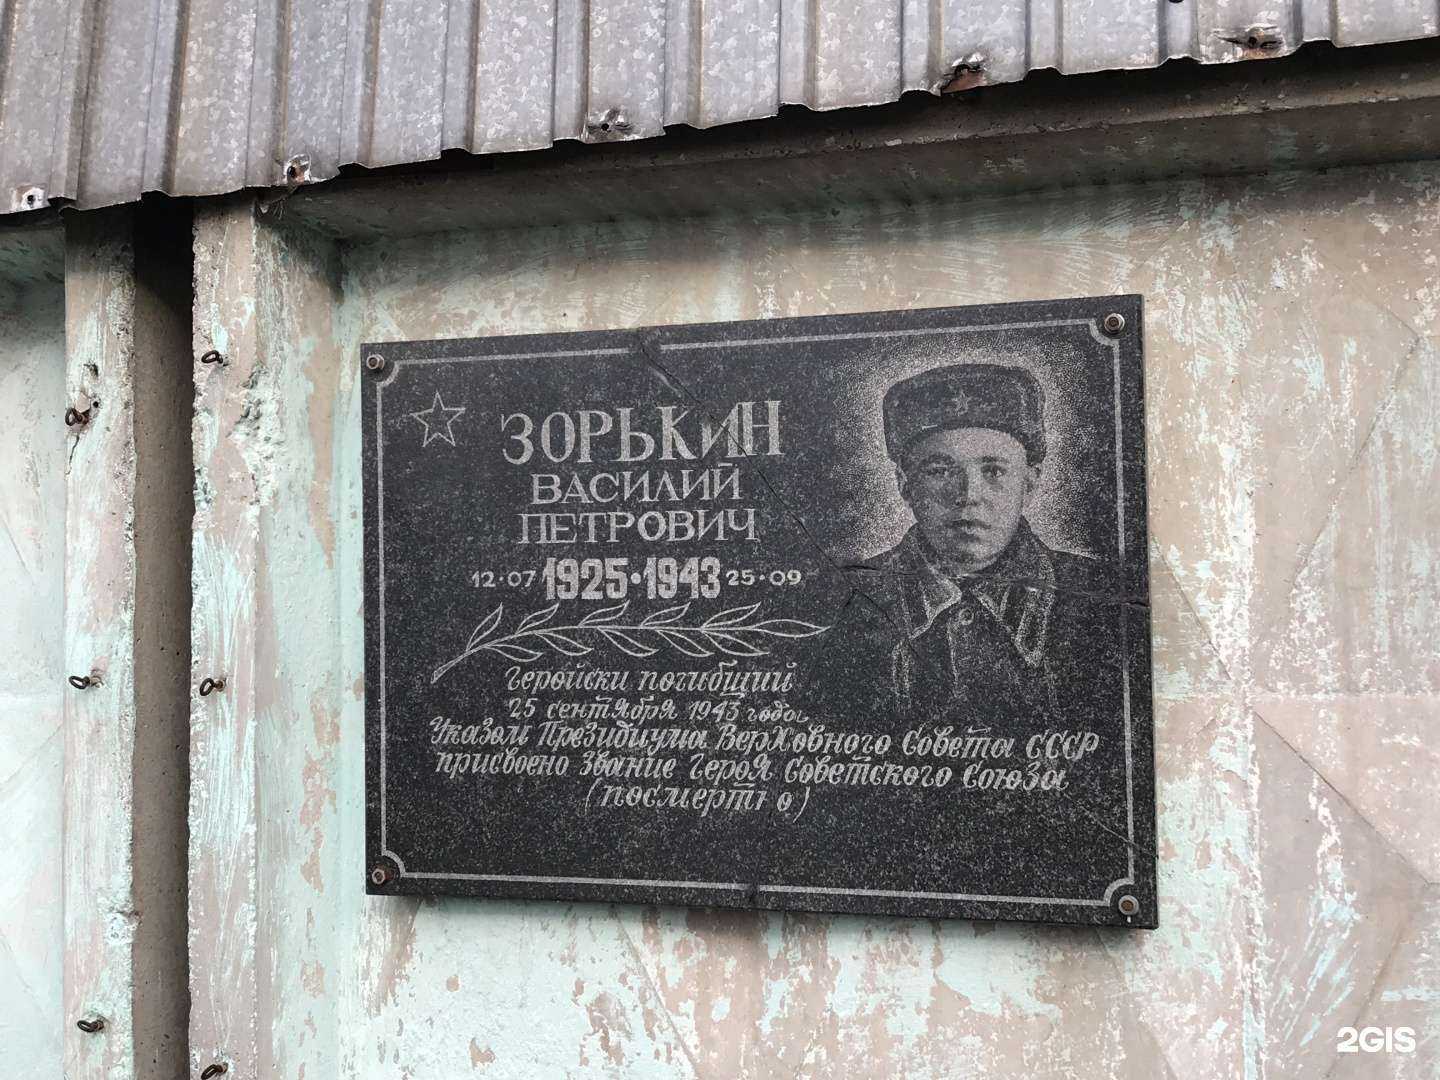 ЗОРЬКИН
ВАСИЛИЙ
ПЕТРОВИЧ
12•07 1925•1943 25•09
Геройски погибший
25 сентября 1943 года
Указом Президиума Верховного Совета СССР
присвоено звание Героя Советского Союза
(посмертно)
2GIS